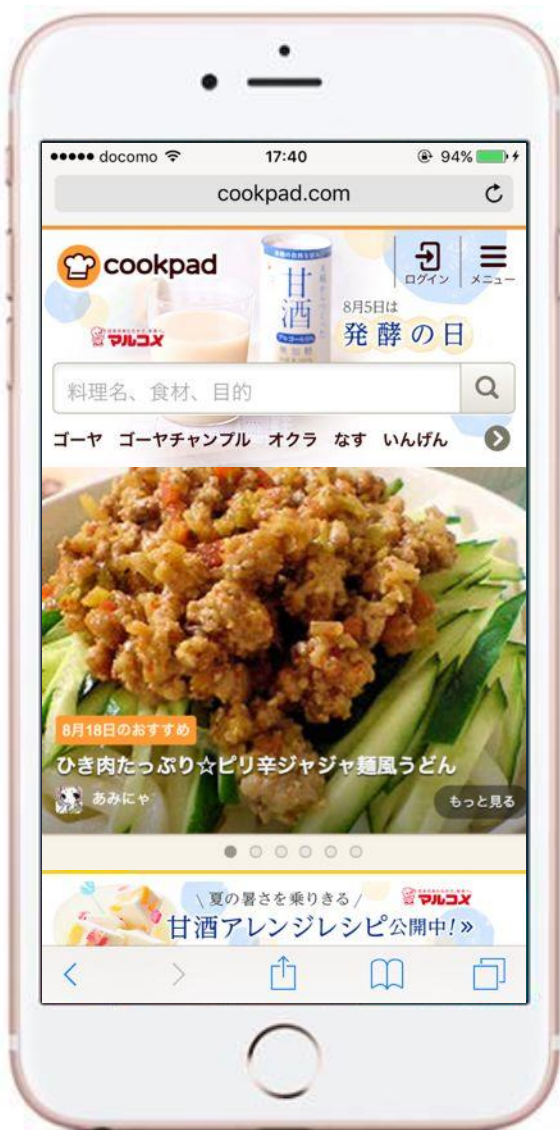 docomo 17:40 94%
cookpad.com
cookpad
ログイン
メニュー
甘酒
8月5日は
発酵の日
マルコメ
料理名、食材、目的
ゴーヤ ゴーヤチャンプル オクラ なす いんげん
8月18日のおすすめ
ひき肉たっぷり☆ピリ辛ジャジャ麺風うどん
あみにゃ
もっと見る
\ 夏の暑さを乗りきる /
マルコメ
甘酒アレンジレシピ公開中!»